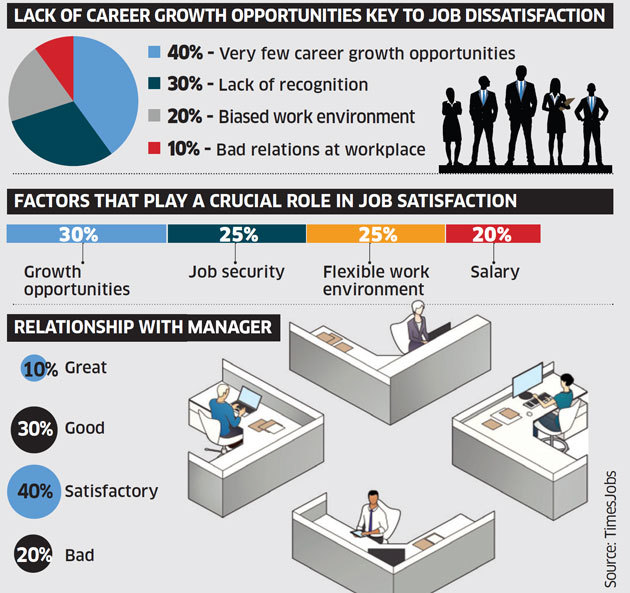 LACK OF CAREER GROWTH OPPORTUNITIES KEY TO JOB DISSATISFACTION
40% - Very few career growth opportunities
30% - Lack of recognition
20% - Biased work environment
10% - Bad relations at workplace
FACTORS THAT PLAY A CRUCIAL ROLE IN JOB SATISFACTION
30% 25% 25% 20%
Growth opportunities
Job security
Flexible work environment
Salary
RELATIONSHIP WITH MANAGER
10% Great
30% Good
40% Satisfactory
20% Bad
Source: TimesJobs